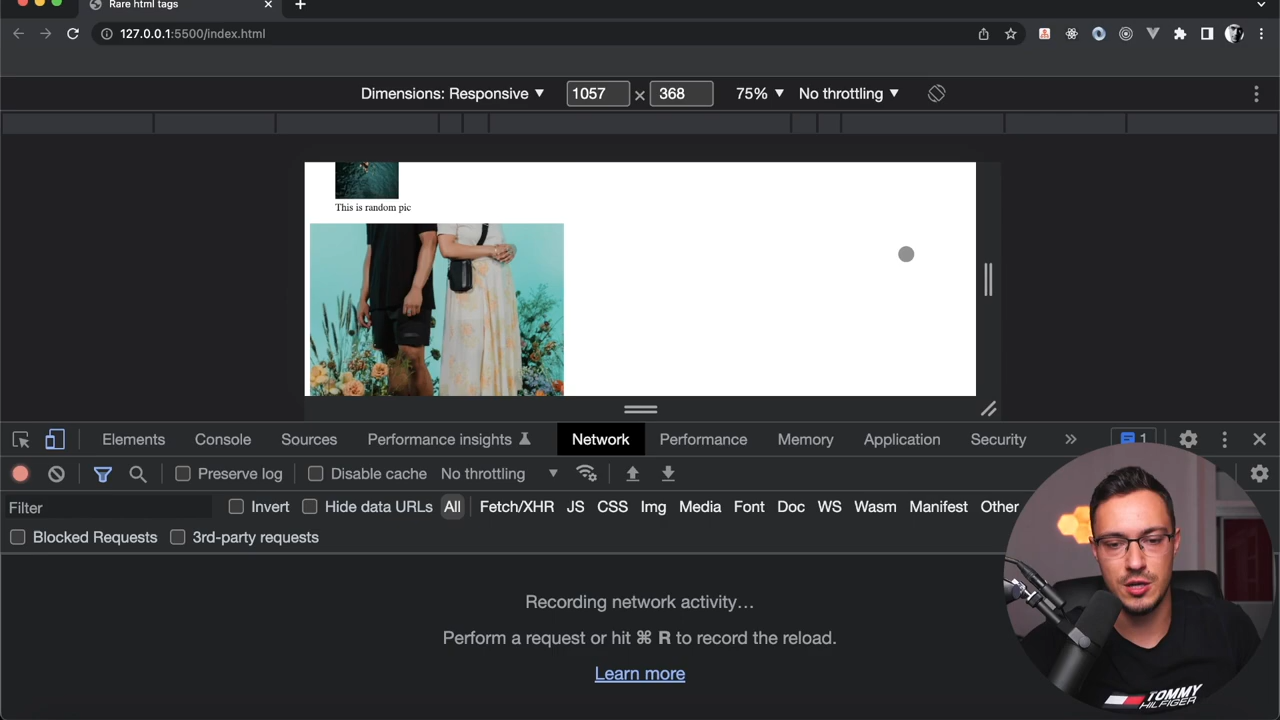 Rare html tags
127.0.0.1:5500/index.html
Dimensions: Responsive 1057 × 368 75% No throttling
This is random pic
Elements Console Sources Performance insights Network Performance Memory Application Security 1
Preserve log Disable cache No throttling
Filter Invert Hide data URLs All Fetch/XHR JS CSS Img Media Font Doc WS Wasm Manifest Other
Blocked Requests 3rd-party requests
Recording network activity…
Perform a request or hit ⌘ R to record the reload.
Learn more
TOMMY
HILFIGER